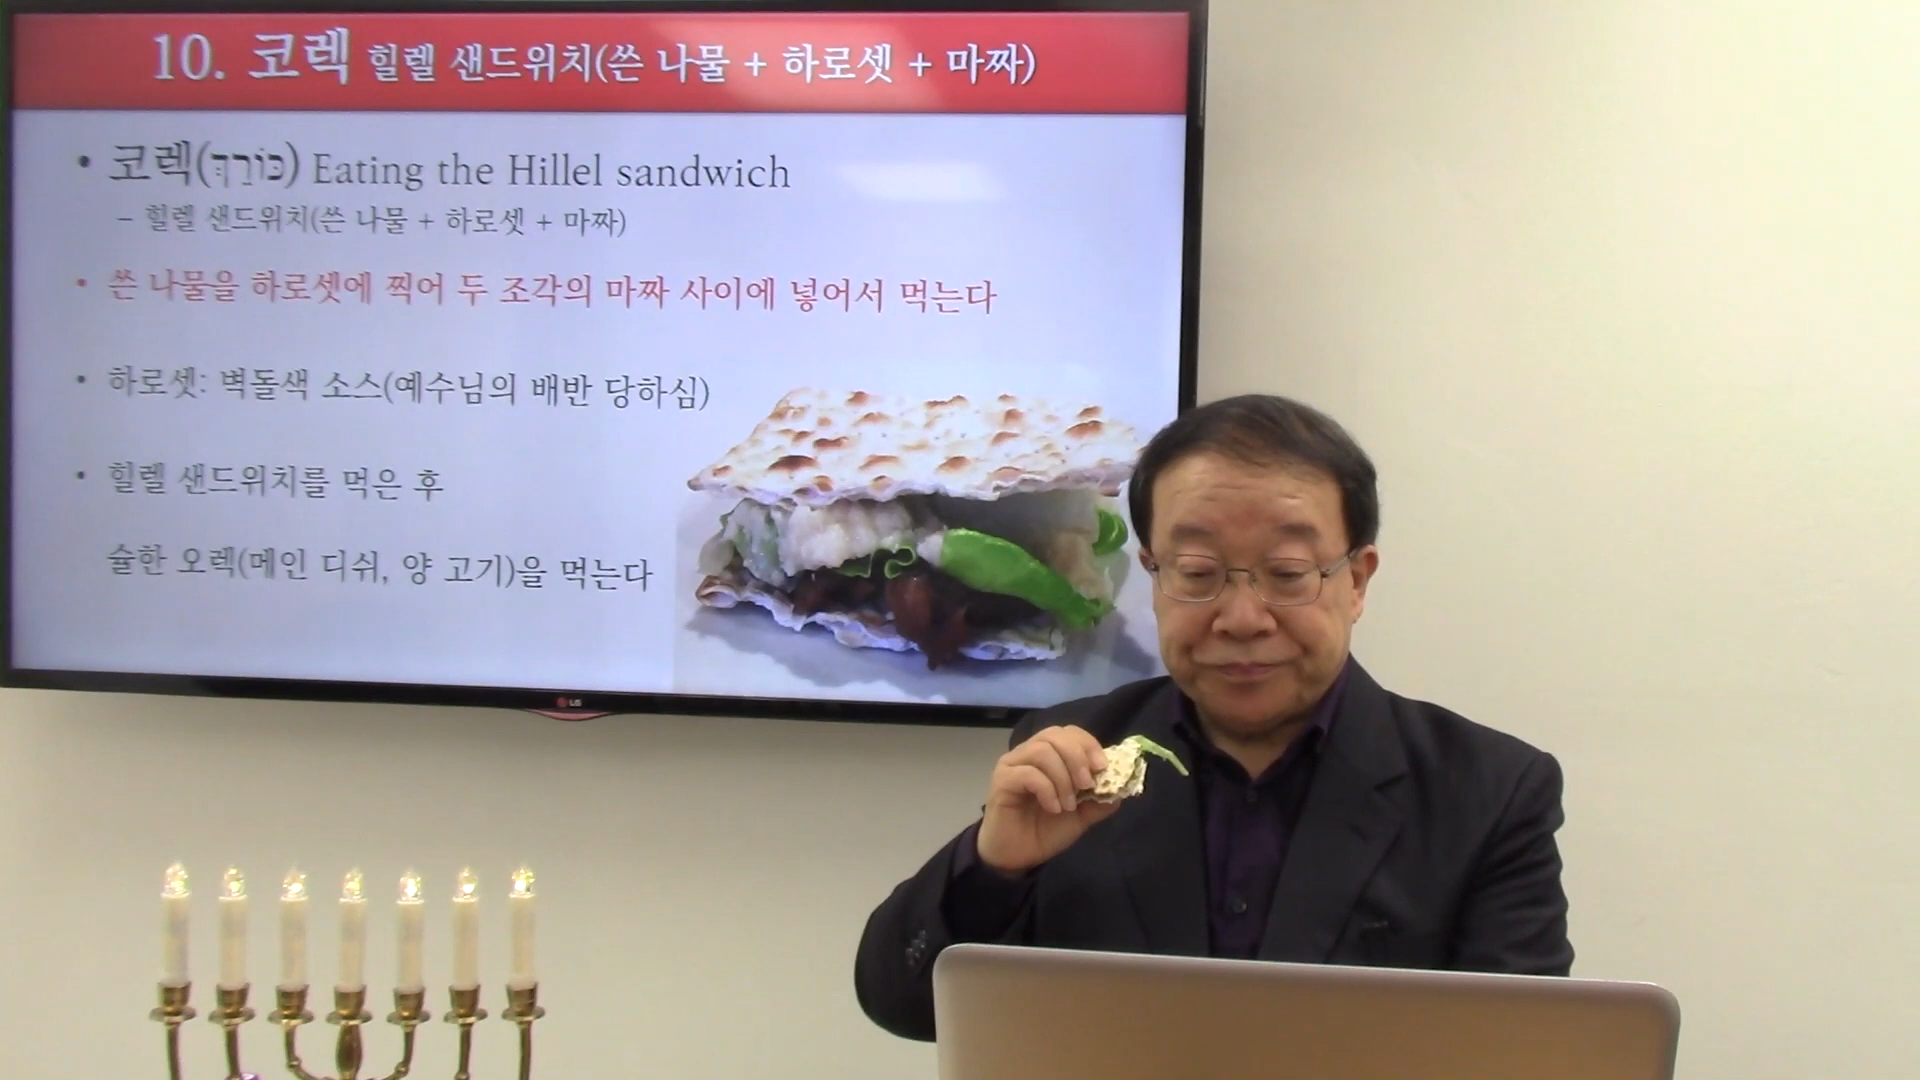 10. 코렉 힐렐 샌드위치(쓴 나물 + 하로셋 + 마짜)
• 코렉(כּוֹרֵךְ) Eating the Hillel sandwich
– 힐렐 샌드위치(쓴 나물 + 하로셋 + 마짜)
• 쓴 나물을 하로셋에 찍어 두 조각의 마짜 사이에 넣어서 먹는다
• 하로셋: 벽돌색 소스(예수님의 배반 당하심)
• 힐렐 샌드위치를 먹은 후
슐한 오렉(메인 디쉬, 양 고기)을 먹는다
LG